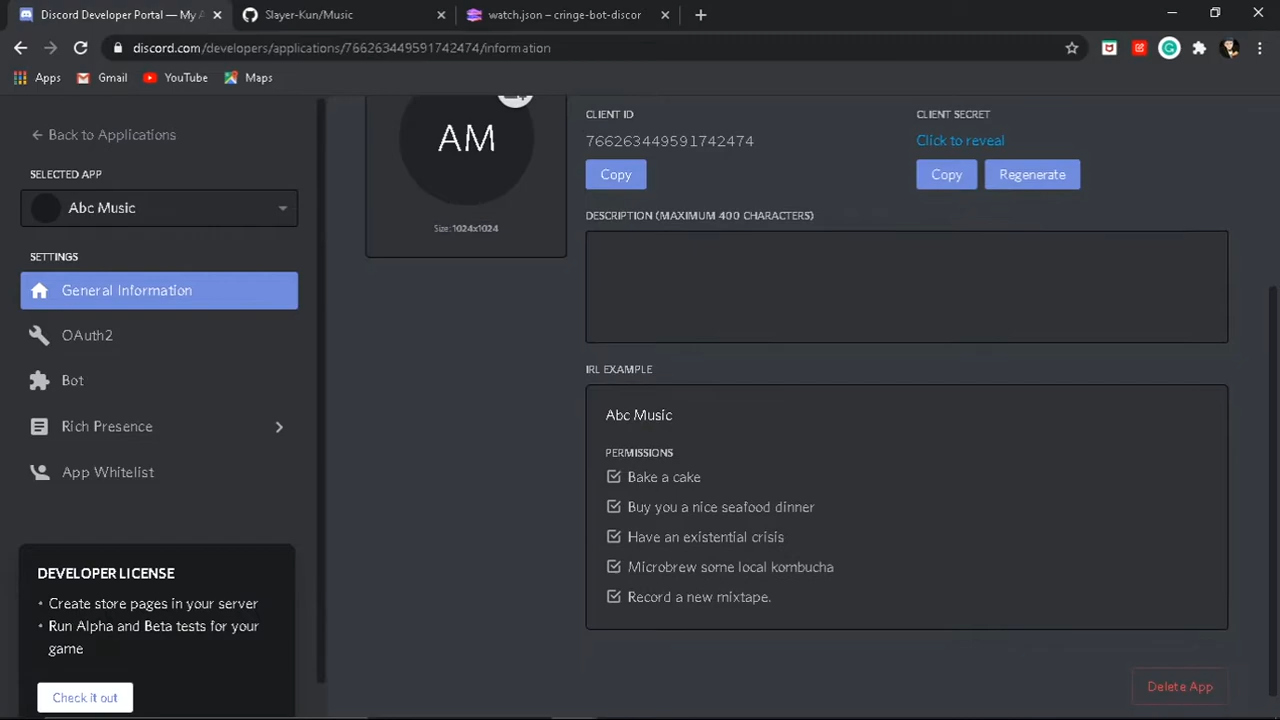 Discord Developer Portal — My A
Slayer-Kun/Music
watch.json – cringe-bot-discor
discord.com/developers/applications/766263449591742474/information
Apps
Gmail
YouTube
Maps
Back to Applications
SELECTED APP
Abc Music
SETTINGS
General Information
OAuth2
Bot
Rich Presence
App Whitelist
DEVELOPER LICENSE
• Create store pages in your server
• Run Alpha and Beta tests for your
game
Check it out
AM
Size: 1024x1024
CLIENT ID
766263449591742474
Copy
CLIENT SECRET
Click to reveal
Copy
Regenerate
DESCRIPTION (MAXIMUM 400 CHARACTERS)
IRL EXAMPLE
Abc Music
PERMISSIONS
Bake a cake
Buy you a nice seafood dinner
Have an existential crisis
Microbrew some local kombucha
Record a new mixtape.
Delete App